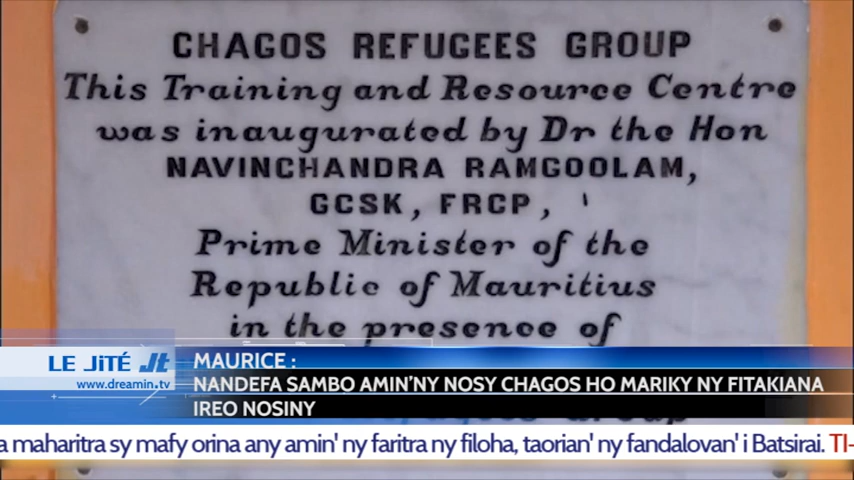 CHAGOS REFUGEES GROUP
This Training and Resource Centre
was inaugurated by Dr the Hon
NAVINCHANDRA RAMGOOLAM,
GCSK, FRCP,
Prime Minister of the
Republic of Mauritius
in the presence of
LE JiTÉ Jt
www.dreamin.tv
MAURICE :
NANDEFA SAMBO AMIN'NY NOSY CHAGOS HO MARIKY NY FITAKIANA
IREO NOSINY
Group
a maharitra sy mafy orina any amin' ny faritra ny filoha, taorian' ny fandalovan' i Batsirai. TI-